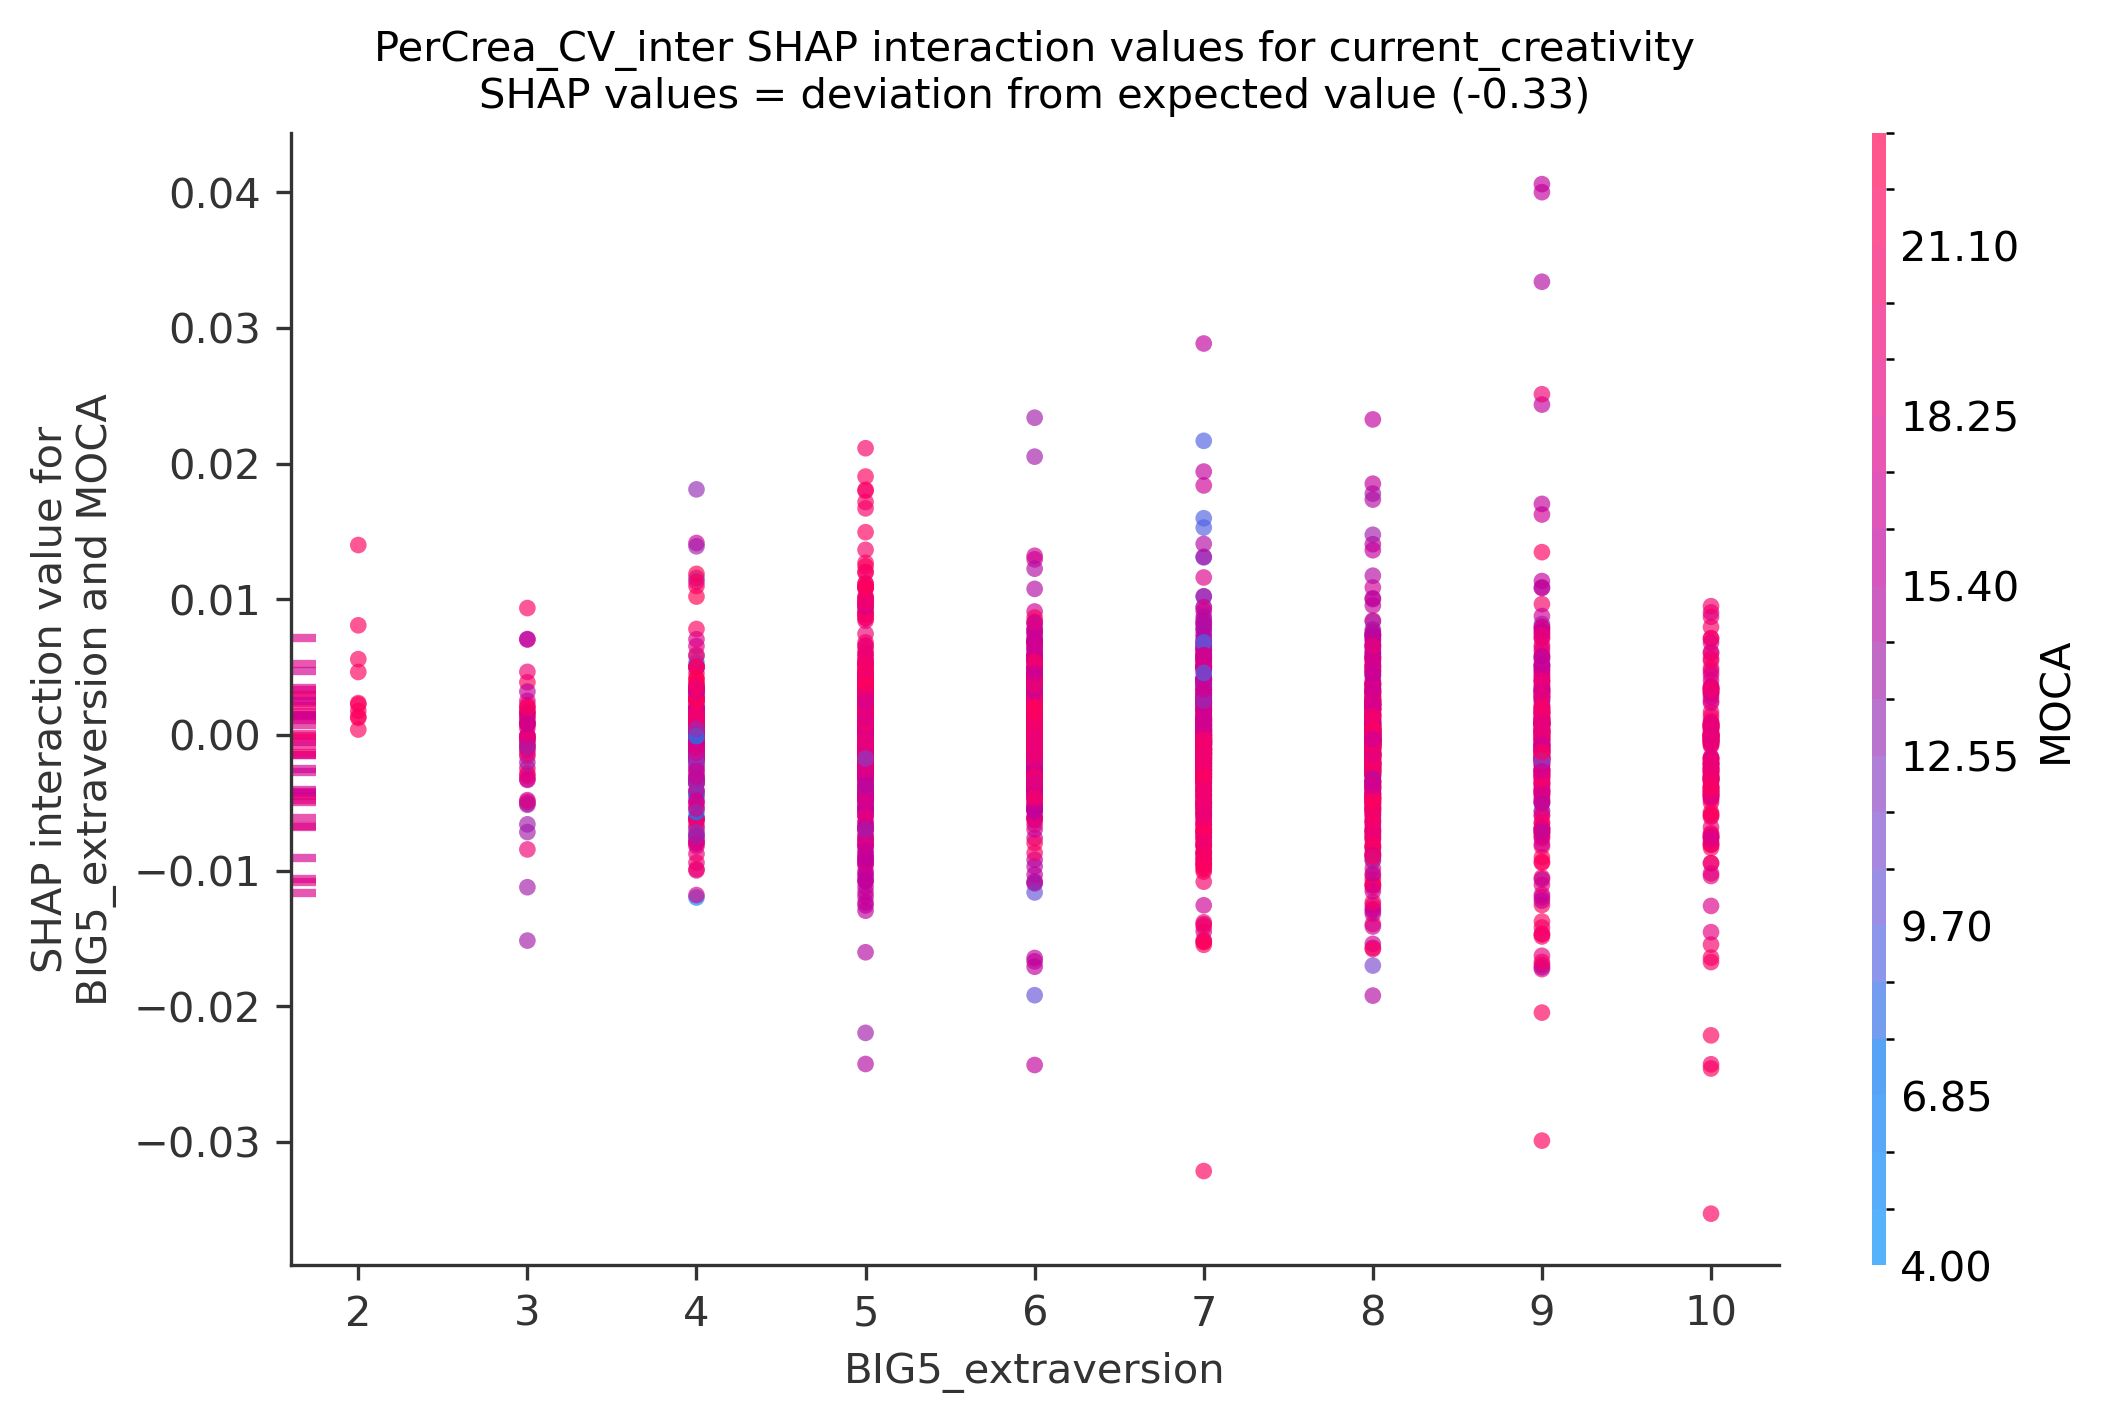 PerCrea_CV_inter SHAP interaction values for current_creativity
SHAP values = deviation from expected value (-0.33)
SHAP interaction value for
BIG5_extraversion and MOCA
0.04
0.03
0.02
0.01
0.00
−0.01
−0.02
−0.03
2 3 4 5 6 7 8 9 10
BIG5_extraversion
21.10
18.25
15.40
12.55
9.70
6.85
4.00
MOCA